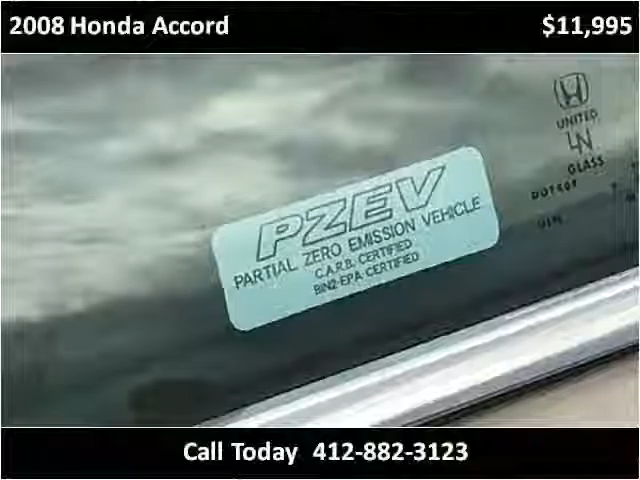 2008 Honda Accord
$11,995
UNITED
LN
GLASS
PZEV
PARTIAL ZERO EMISSION VEHICLE
C.A.R.B. CERTIFIED
BIN2-EPA CERTIFIED
Call Today 412-882-3123